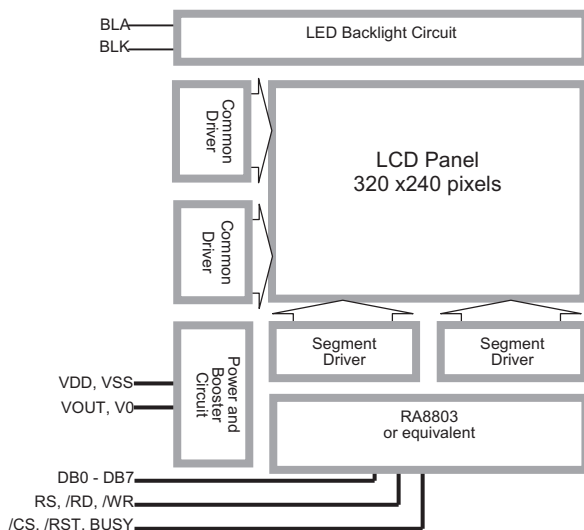 BLA
BLK
LED Backlight Circuit
Common
Driver
LCD Panel
320 x240 pixels
Common
Driver
Segment
Driver
Segment
Driver
Power and
Booster
Circuit
VDD, VSS
VOUT, V0
RA8803
or equivalent
DB0 - DB7
RS, /RD, /WR
/CS, /RST, BUSY